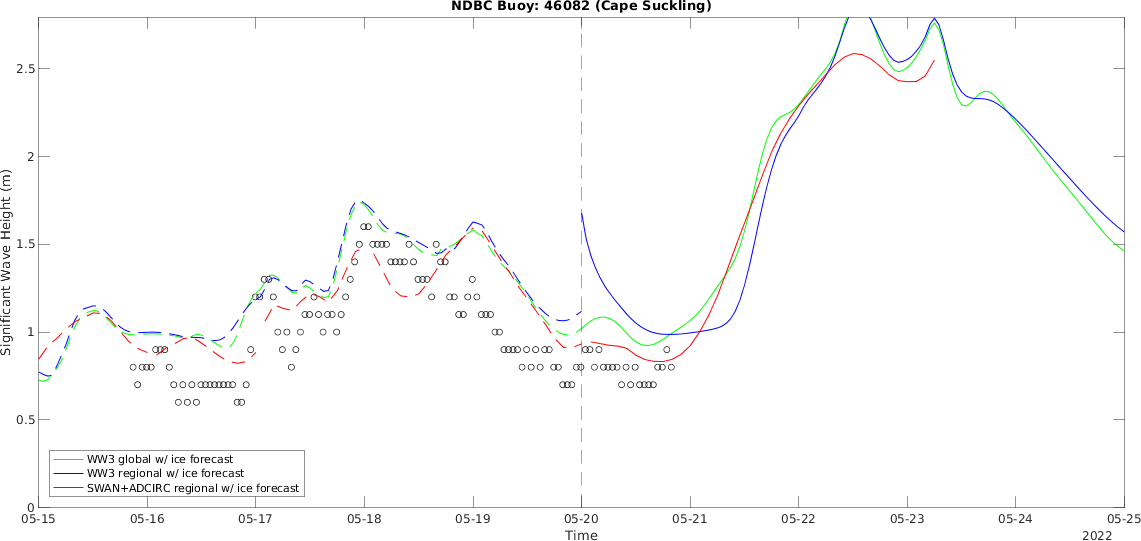 NDBC Buoy: 46082 (Cape Suckling)
Significant Wave Height (m)
2.5
2
1.5
1
0.5
0
WW3 global w/ ice forecast
WW3 regional w/ ice forecast
SWAN+ADCIRC regional w/ ice forecast
05-15 05-16 05-17 05-18 05-19 05-20 05-21 05-22 05-23 05-24 05-25
Time
2022